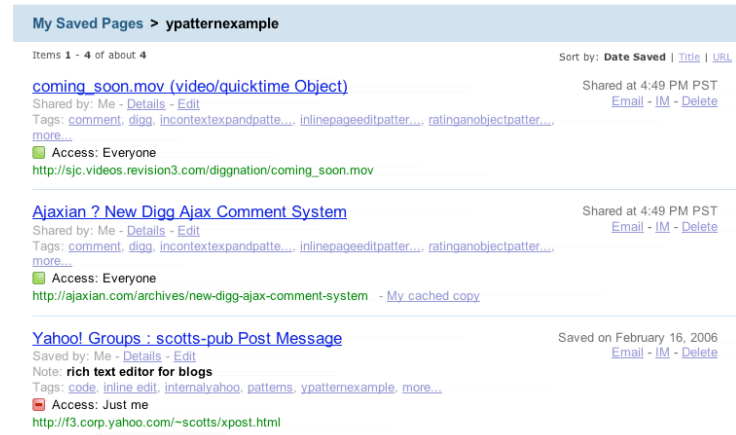 My Saved Pages > ypatternexample
Items 1 - 4 of about 4
Sort by: Date Saved | Title | URL
coming_soon.mov (video/quicktime Object)
Shared at 4:49 PM PST
Shared by: Me - Details - Edit
Email - IM - Delete
Tags: comment, digg, incontextexpandpatte..., inlinepageeditpatter..., ratinganobjectpatter...,
more...
Access: Everyone
http://sjc.videos.revision3.com/diggnation/coming_soon.mov
Ajaxian ? New Digg Ajax Comment System
Shared at 4:49 PM PST
Shared by: Me - Details - Edit
Email - IM - Delete
Tags: comment, digg, incontextexpandpatte..., inlinepageeditpatter..., ratinganobjectpatter...,
more...
Access: Everyone
http://ajaxian.com/archives/new-digg-ajax-comment-system - My cached copy
Yahoo! Groups : scotts-pub Post Message
Saved on February 16, 2006
Saved by: Me - Details - Edit
Email - IM - Delete
Note: rich text editor for blogs
Tags: code, inline edit, internalyahoo, patterns, ypatternexample, more...
Access: Just me
http://f3.corp.yahoo.com/~scotts/xpost.html